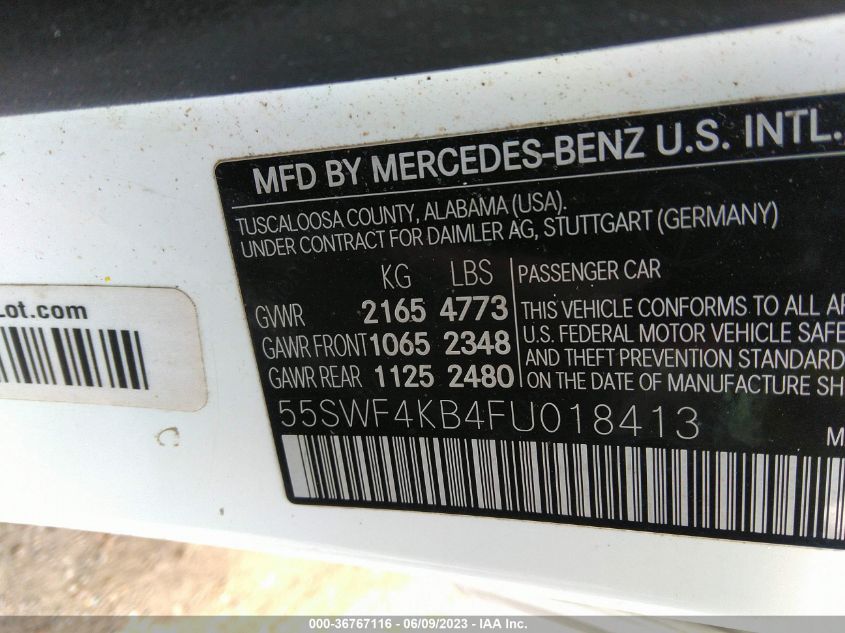 MFD BY MERCEDES-BENZ U.S. INTL.
TUSCALOOSA COUNTY, ALABAMA (USA).
UNDER CONTRACT FOR DAIMLER AG, STUTTGART (GERMANY)
KG LBS
GVWR 2165 4773
GAWR FRONT 1065 2348
GAWR REAR 1125 2480
PASSENGER CAR
THIS VEHICLE CONFORMS TO ALL
U.S. FEDERAL MOTOR VEHICLE
AND THEFT PREVENTION STANDARD
ON THE DATE OF MANUFACTURE
55SWF4KB4FU018413
Lot.com
000-36767116 - 06/09/2023 - IAA Inc.